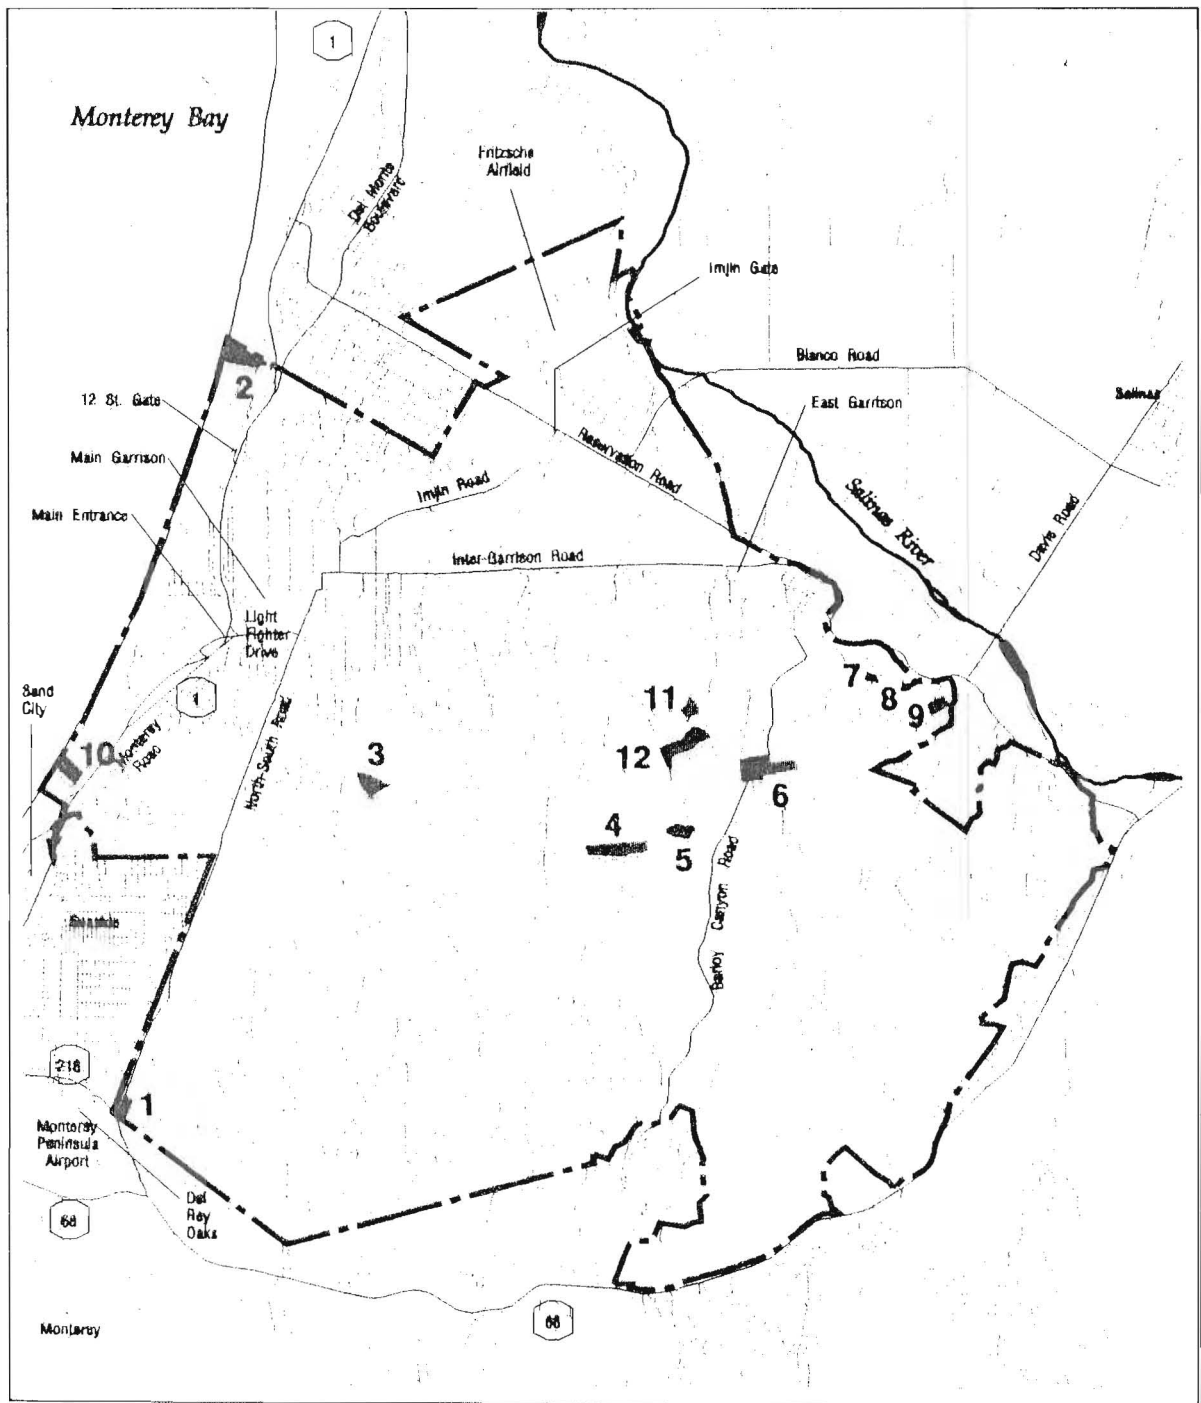 1
Monterey Bay
Fritzsche
Airfield
Del Monte
Boulevard
Imjin Gate
Blanco Road
2
12 St. Gate
Salinas
East Garrison
Main Garrison
Reservation Road
Imjin Road
Salinas River
Davis Road
Main Entrance
Inter-Garrison Road
Light
Fighter
Drive
Sand
City
1
7
8
9
11
10
Monterey
Road
North-South Road
3
12
6
4
5
Barloy Canyon Road
Seaside
218
1
Monterey
Peninsula
Airport
Del
Rey
Oaks
68
68
Monterey